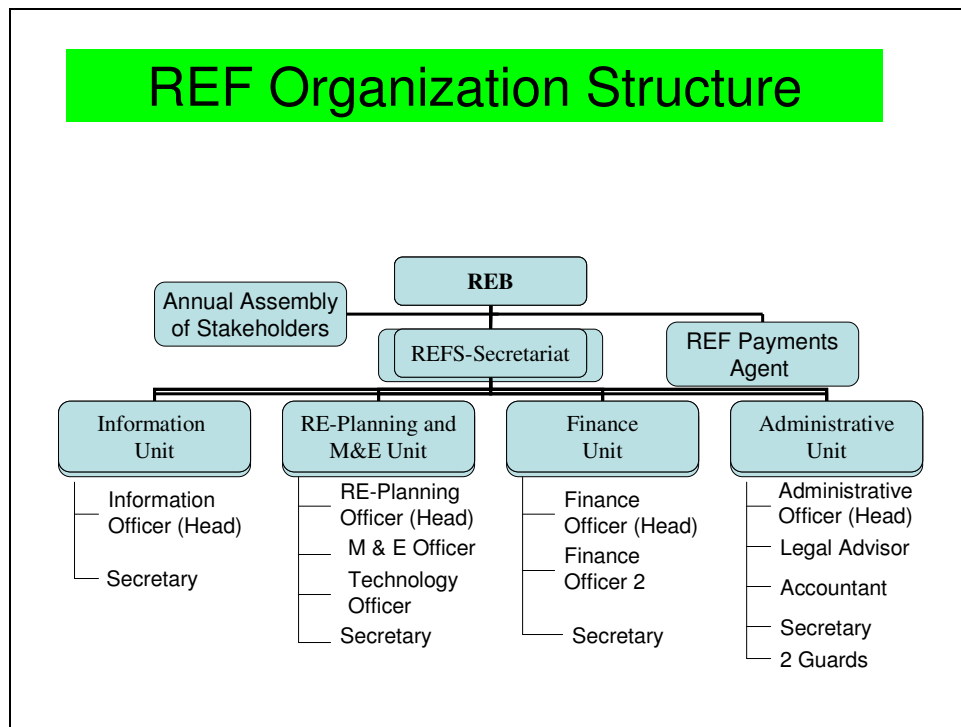 REF Organization Structure
REB
Annual Assembly
of Stakeholders
REFS-Secretariat
REF Payments
Agent
Information
Unit
RE-Planning and
M&E Unit
Finance
Unit
Administrative
Unit
Information
Officer (Head)
Secretary
RE-Planning
Officer (Head)
M & E Officer
Technology
Officer
Secretary
Finance
Officer (Head)
Finance
Officer 2
Secretary
Administrative
Officer (Head)
Legal Advisor
Accountant
Secretary
2 Guards